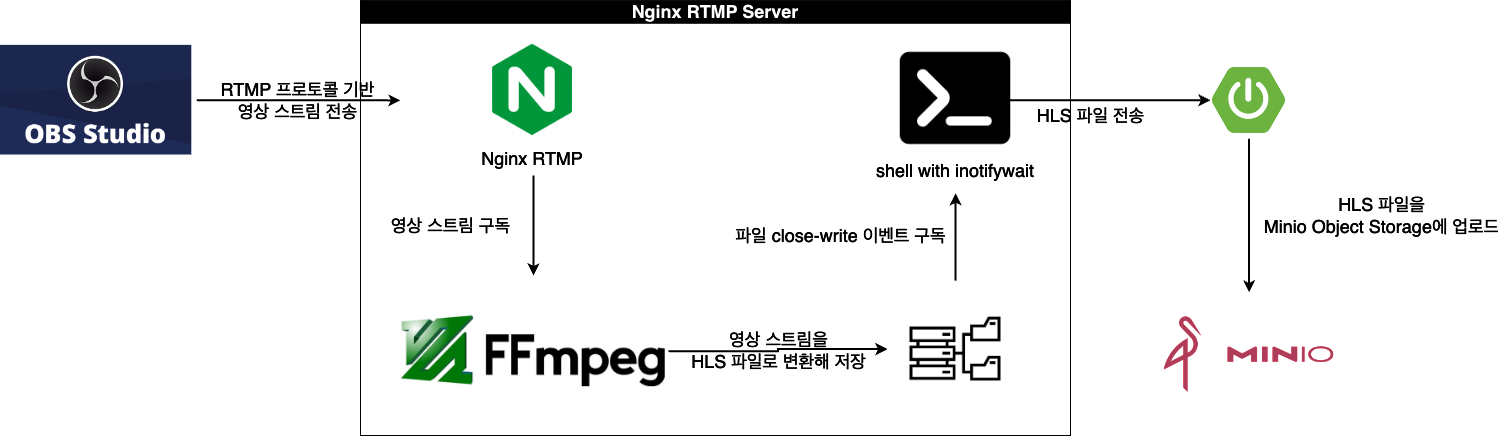 Nginx RTMP Server
OBS Studio
RTMP 프로토콜 기반
영상 스트림 전송
Nginx RTMP
shell with inotifywait
HLS 파일 전송
영상 스트림 구독
파일 close-write 이벤트 구독
HLS 파일을
Minio Object Storage에 업로드
FFmpeg
영상 스트림을
HLS 파일로 변환해 저장
MINIO